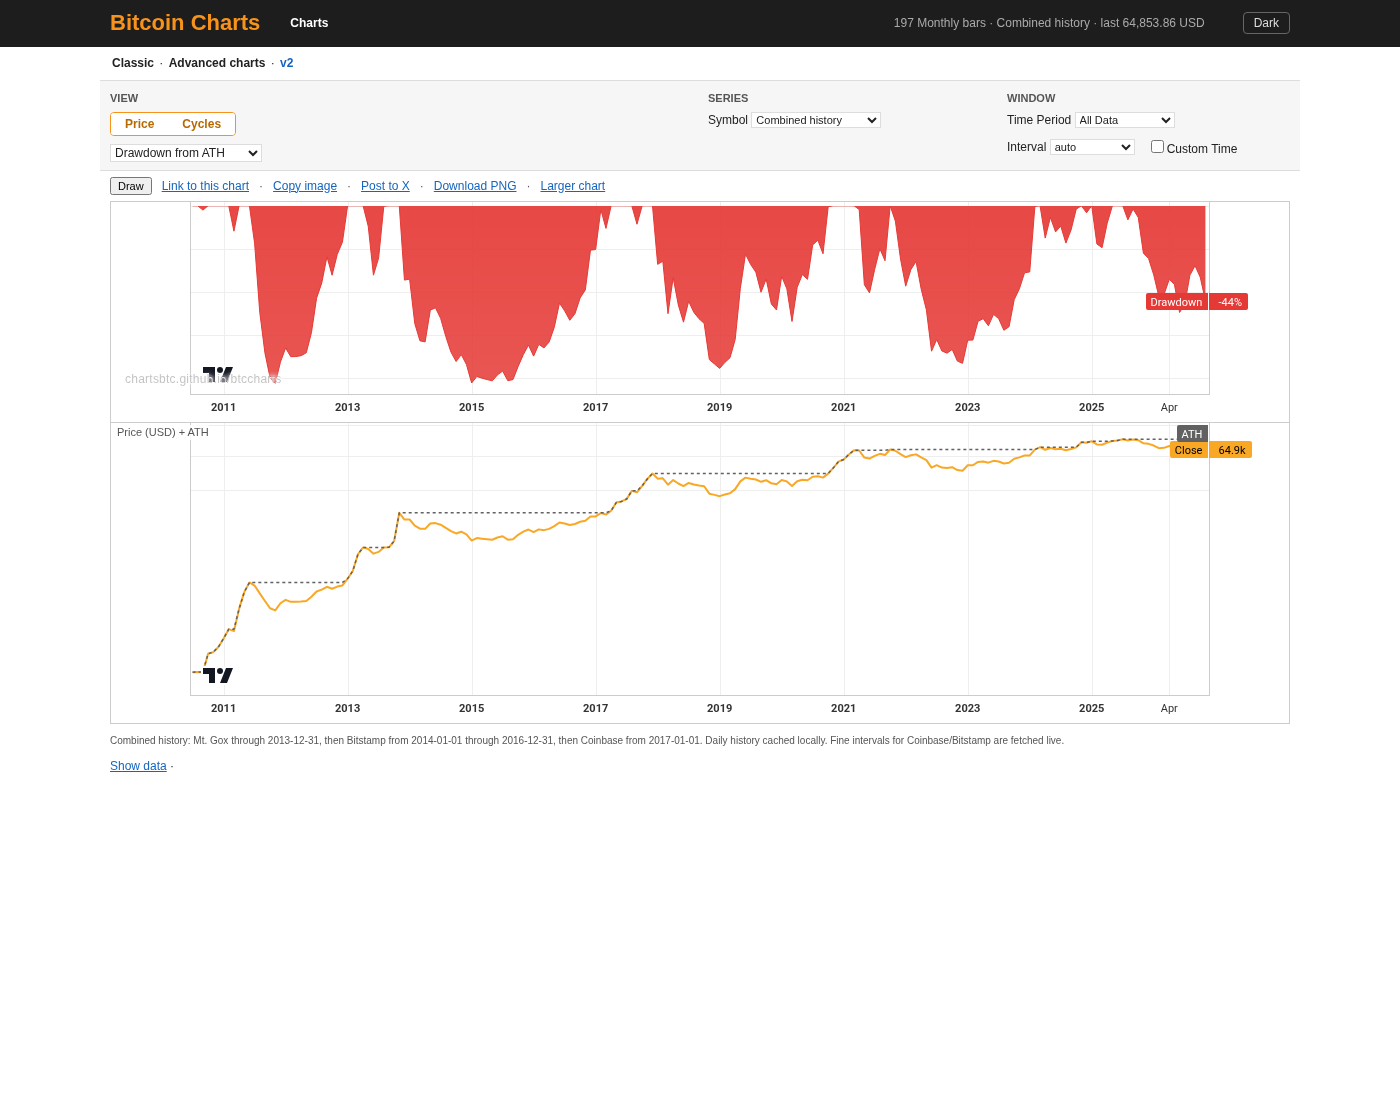 Bitcoin Charts
Charts
197 Monthly bars · Combined history · last 64,853.86 USD
Dark
Classic · Advanced charts · v2
VIEW
Price
Cycles
Drawdown from ATH
SERIES
Symbol Combined history
WINDOW
Time Period All Data
Interval auto
Custom Time
Draw
Link to this chart · Copy image · Post to X · Download PNG · Larger chart
Drawdown -44%
chartsbtc.github.io/btccharts
2011 2013 2015 2017 2019 2021 2023 2025 Apr
Price (USD) + ATH
ATH
Close 64.9k
2011 2013 2015 2017 2019 2021 2023 2025 Apr
Combined history: Mt. Gox through 2013-12-31, then Bitstamp from 2014-01-01 through 2016-12-31, then Coinbase from 2017-01-01. Daily history cached locally. Fine intervals for Coinbase/Bitstamp are fetched live.
Show data ·